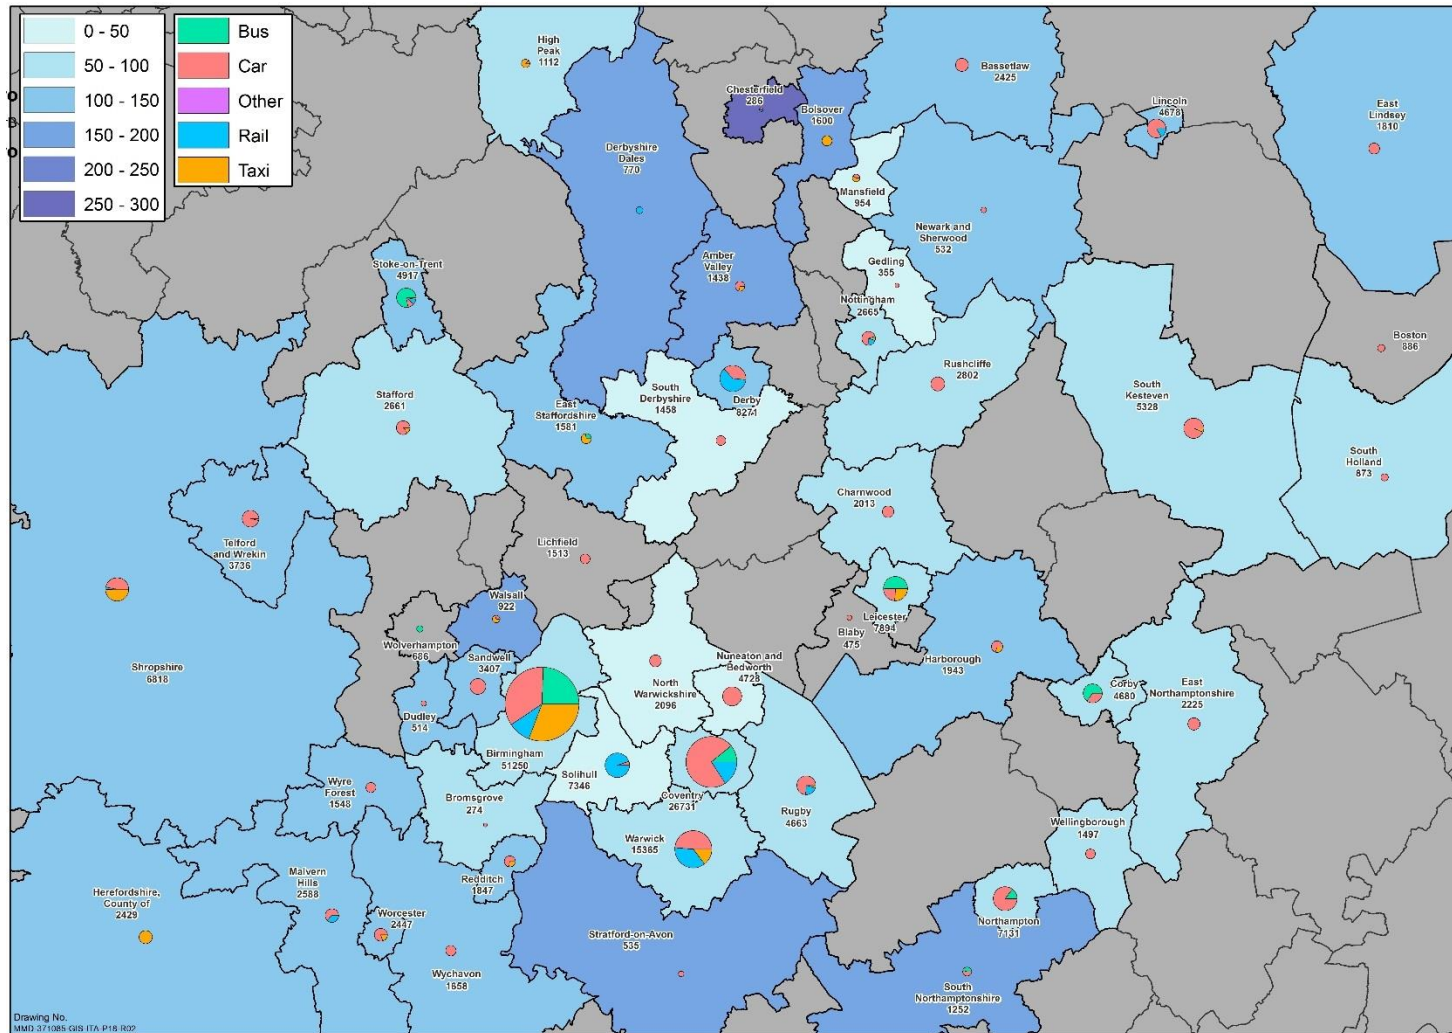 0 - 50
50 - 100
100 - 150
150 - 200
200 - 250
250 - 300
Bus
Car
Other
Rail
Taxi
High
Peak
1112
Bassetlaw
2425
Chesterfield
286
Bolsover
1600
Lincoln
4678
East
Lindsey
1810
Derbyshire
Dales
770
Mansfield
954
Newark and
Sherwood
532
Stoke-on-Trent
4917
Amber
Valley
1438
Gedling
355
Nottingham
2665
Boston
886
Rushcliffe
2802
South
Kesteven
5328
Stafford
2661
East
Staffordshire
1581
South
Derbyshire
1458
Derby
8271
South
Holland
873
Charnwood
2013
Telford
and Wrekin
3736
Lichfield
1513
Walsall
922
Leicester
7894
Blaby
475
Wolverhampton
686
Shropshire
6818
Sandwell
3407
Nuneaton and
Bedworth
4728
Harborough
1943
North
Warwickshire
2096
Corby
4680
East
Northamptonshire
2225
Dudley
514
Birmingham
51250
Solihull
7346
Coventry
26731
Wyre
Forest
1548
Bromsgrove
274
Rugby
4663
Wellingborough
1497
Warwick
15365
Redditch
1847
Malvern
Hills
2588
Herefordshire,
County of
2429
Worcester
2447
Northampton
7131
Stratford-on-Avon
535
Wychavon
1658
South
Northamptonshire
1252
Drawing No.
MMD-371085-GIS-ITA-P16-R02